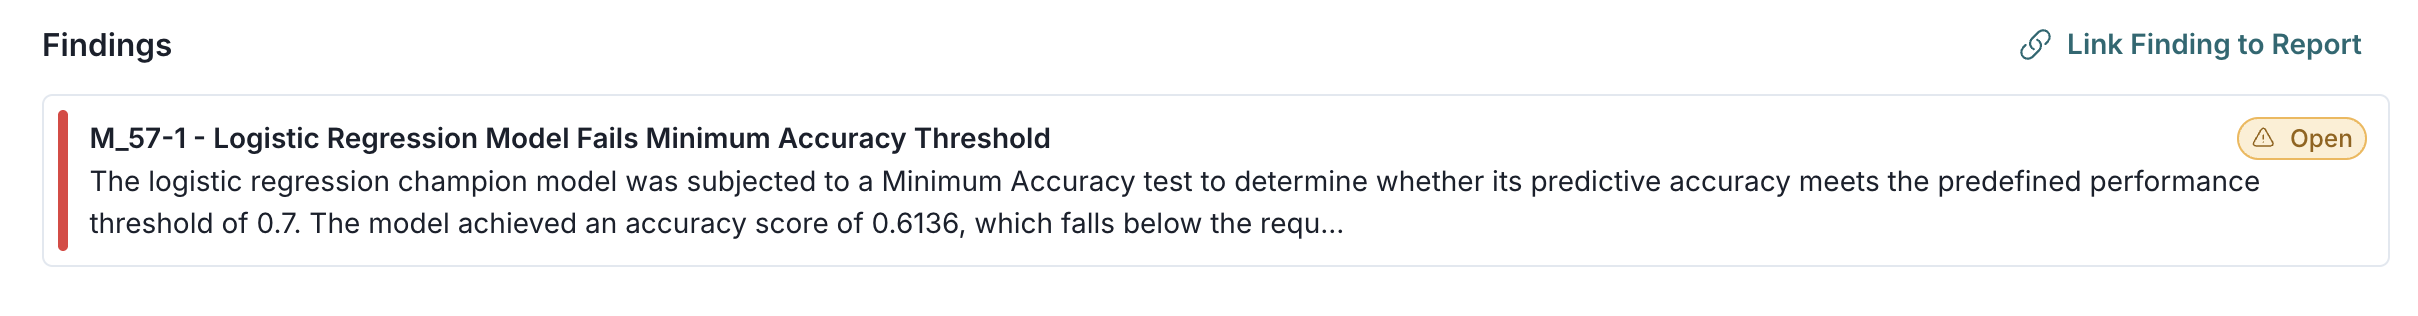 Findings
Link Finding to Report
M_57-1 - Logistic Regression Model Fails Minimum Accuracy Threshold
Open
The logistic regression champion model was subjected to a Minimum Accuracy test to determine whether its predictive accuracy meets the predefined performance
threshold of 0.7. The model achieved an accuracy score of 0.6136, which falls below the requ...